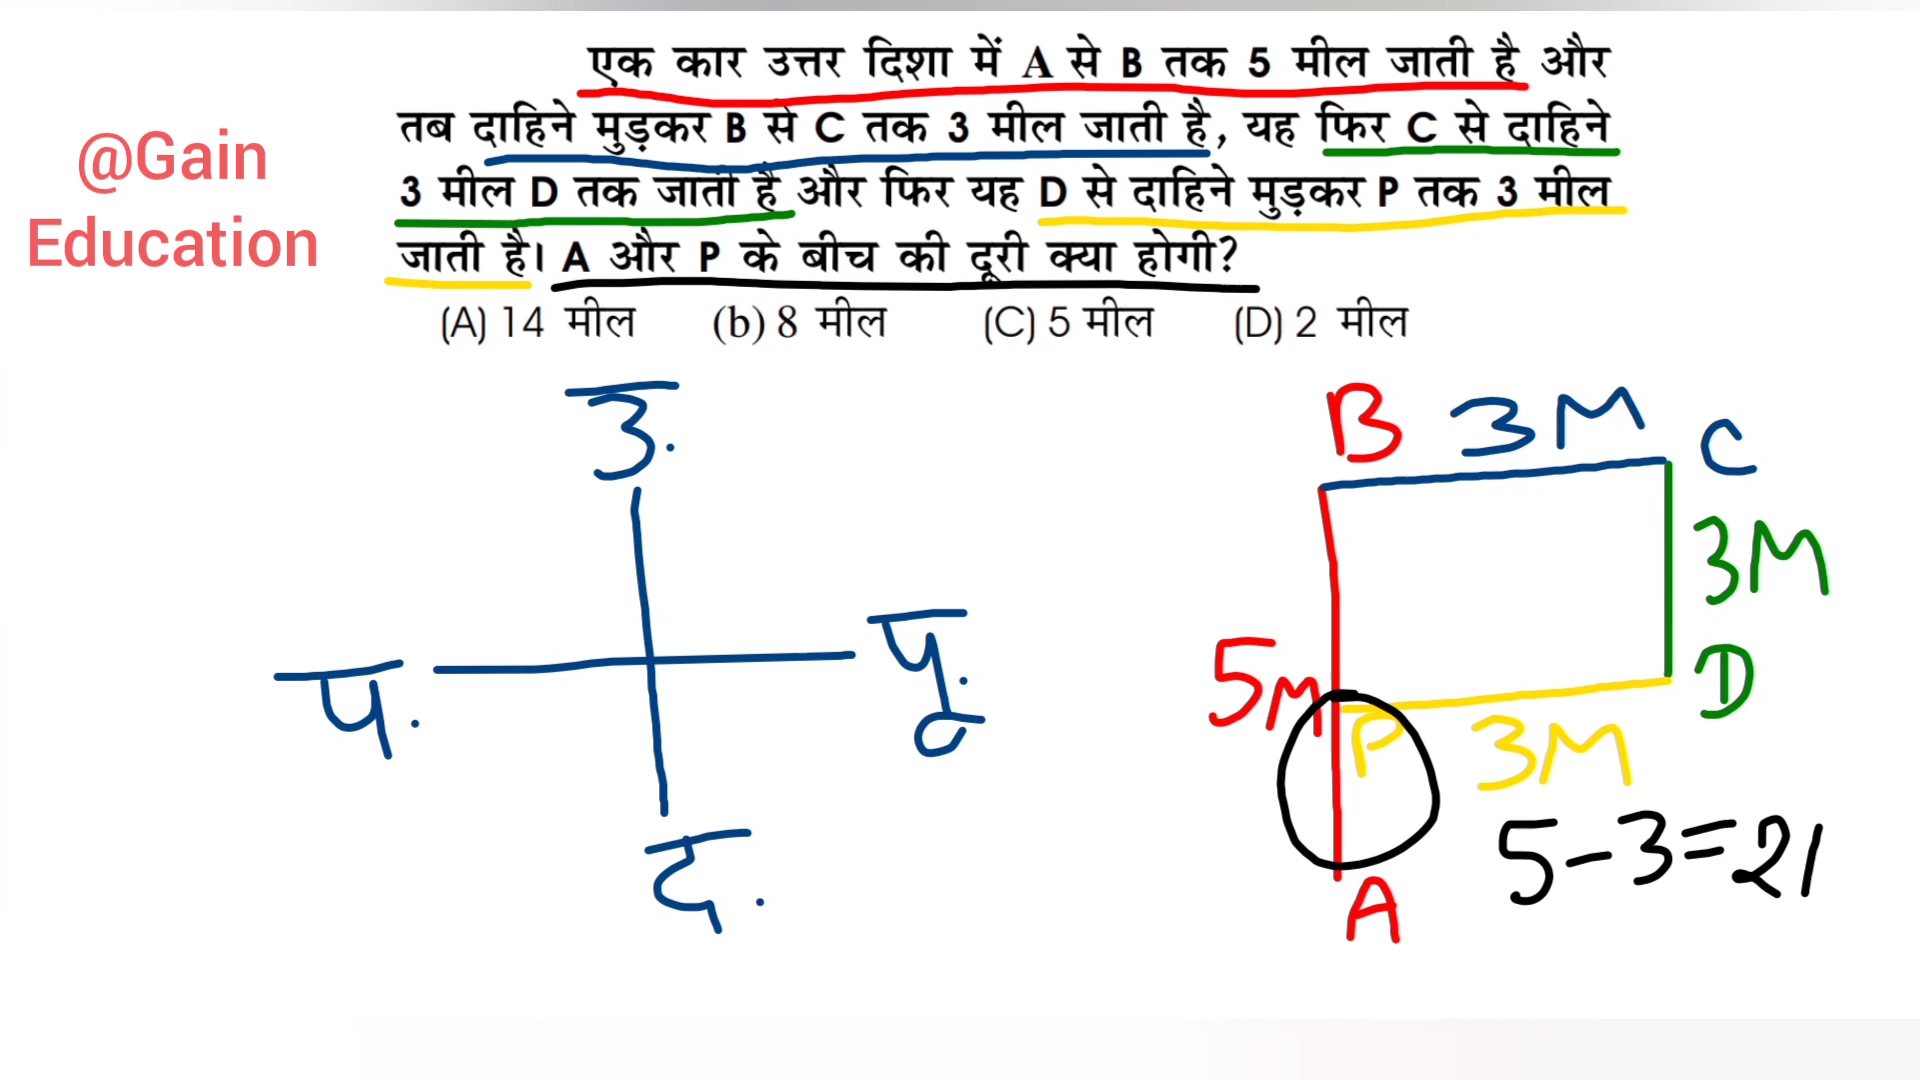 @Gain
Education
एक कार उत्तर दिशा में A से B तक 5 मील जाती है और
तब दाहिने मुड़कर B से C तक 3 मील जाती है, यह फिर C से दाहिने
3 मील D तक जाती है और फिर यह D से दाहिने मुड़कर P तक 3 मील
जाती है। A और P के बीच की दूरी क्या होगी?
(A) 14 मील (b) 8 मील (C) 5 मील (D) 2 मील
उ.
प. पू.
द.
B 3M C
3M
5M D
P 3M
5-3=2
A